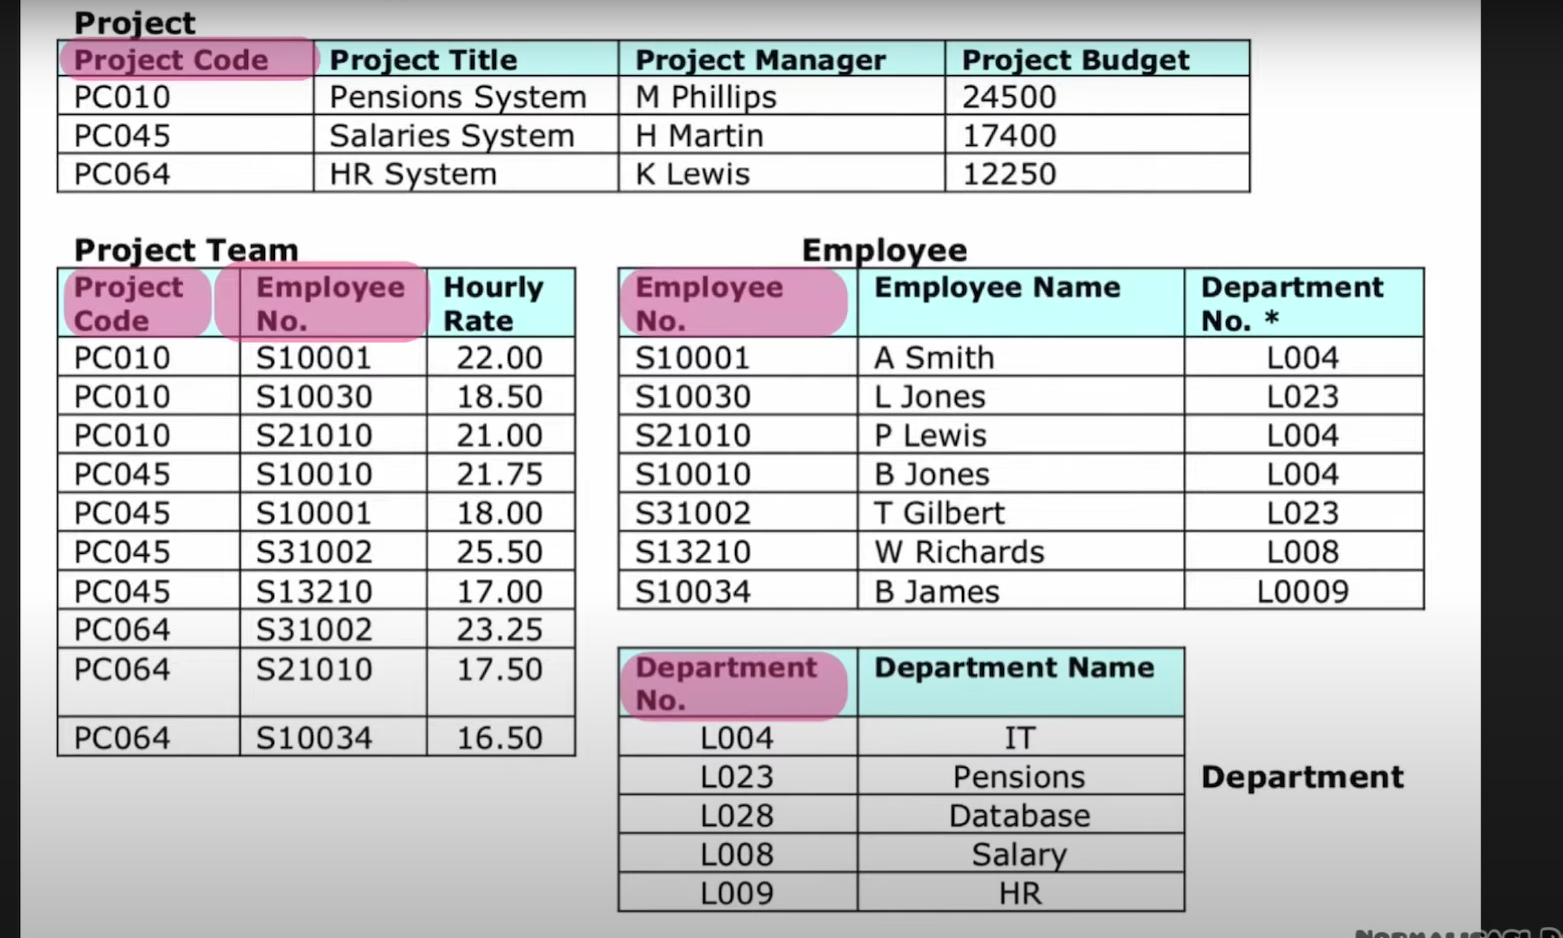 Project
Project Code Project Title Project Manager Project Budget
PC010 Pensions System M Phillips 24500
PC045 Salaries System H Martin 17400
PC064 HR System K Lewis 12250
Project Team
Project Code Employee No. Hourly Rate
PC010 S10001 22.00
PC010 S10030 18.50
PC010 S21010 21.00
PC045 S10010 21.75
PC045 S10001 18.00
PC045 S31002 25.50
PC045 S13210 17.00
PC064 S31002 23.25
PC064 S21010 17.50
PC064 S10034 16.50
Employee
Employee No. Employee Name Department No. *
S10001 A Smith L004
S10030 L Jones L023
S21010 P Lewis L004
S10010 B Jones L004
S31002 T Gilbert L023
S13210 W Richards L008
S10034 B James L0009
Department No. Department Name
L004 IT
L023 Pensions
L028 Database
L008 Salary
L009 HR
Department